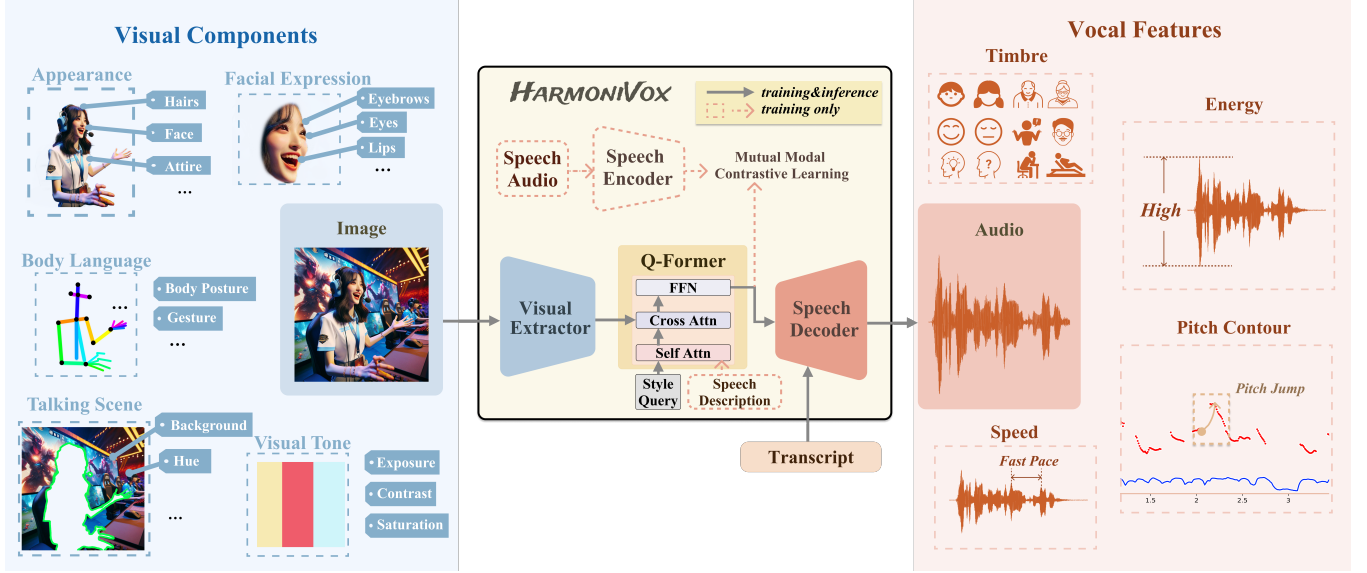 Visual Components
Appearance
• Hairs
• Face
• Attire
...
Facial Expression
• Eyebrows
• Eyes
• Lips
...
Body Language
...
• Body Posture
• Gesture
...
Image
Talking Scene
• Background
• Hue
...
Visual Tone
• Exposure
• Contrast
• Saturation
HARMONIVOX
training&inference
training only
Speech
Audio
Speech
Encoder
Mutual Modal
Contrastive Learning
Visual
Extractor
Q-Former
FFN
Cross Attn
Self Attn
Style
Query
Speech
Description
Speech
Decoder
Transcript
Vocal Features
Timbre
Energy
High
Audio
Pitch Contour
Pitch Jump
1.5
2
2.5
3
Speed
Fast Pace